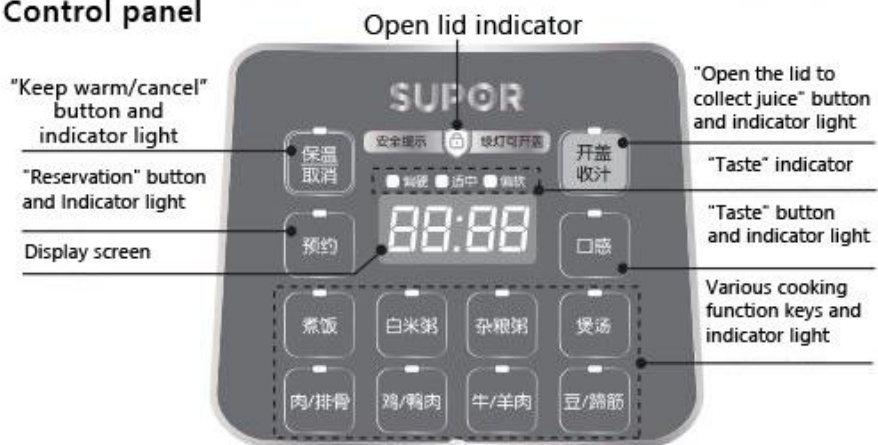 Control panel
Open lid indicator
"Keep warm/cancel"
button and
indicator light
"Reservation" button
and Indicator light
Display screen
SUPOR
安全提示 绿灯可开盖
保温
取消
开盖
收汁
偏硬 适中 偏软
预约
88:88
口感
煮饭 白米粥 杂粮粥 煲汤
肉/排骨 鸡/鸭肉 牛/羊肉 豆/蹄筋
"Open the lid to
collect juice" button
and indicator light
"Taste" indicator
"Taste" button
and indicator light
Various cooking
function keys and
indicator light